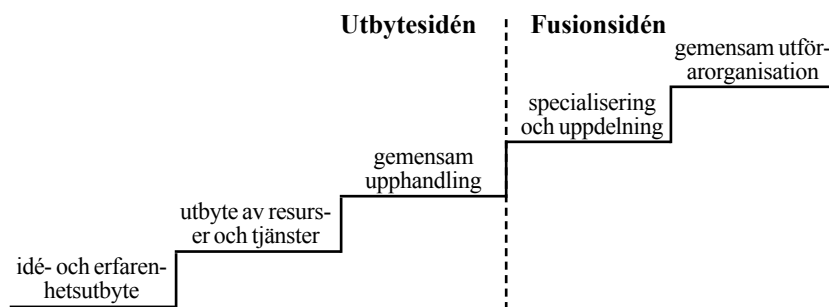 Utbytesidén
Fusionsidén
gemensam utför-
arorganisation
specialisering
och uppdelning
gemensam
upphandling
utbyte av resurs-
er och tjänster
idé- och erfaren-
hetsutbyte